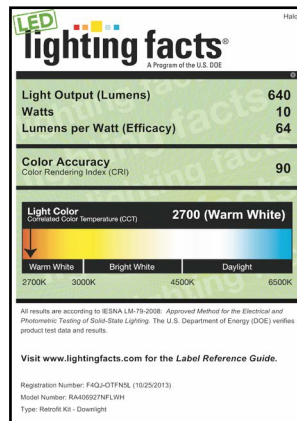 LED
Halo
lighting facts®
A Program of the U.S. DOE
Light Output (Lumens) 640
Watts 10
Lumens per Watt (Efficacy) 64
Color Accuracy 90
Color Rendering Index (CRI)
Light Color
Correlated Color Temperature (CCT) 2700 (Warm White)
Warm White Bright White Daylight
2700K 3000K 4500K 6500K
All results are according to IESNA LM-79-2008: Approved Method for the Electrical and
Photometric Testing of Solid-State Lighting. The U.S. Department of Energy (DOE) verifies
product test data and results.
Visit www.lightingfacts.com for the Label Reference Guide.
Registration Number: F4QJ-OTFN5L (10/25/2013)
Model Number: RA406927NFLWH
Type: Retrofit Kit - Downlight